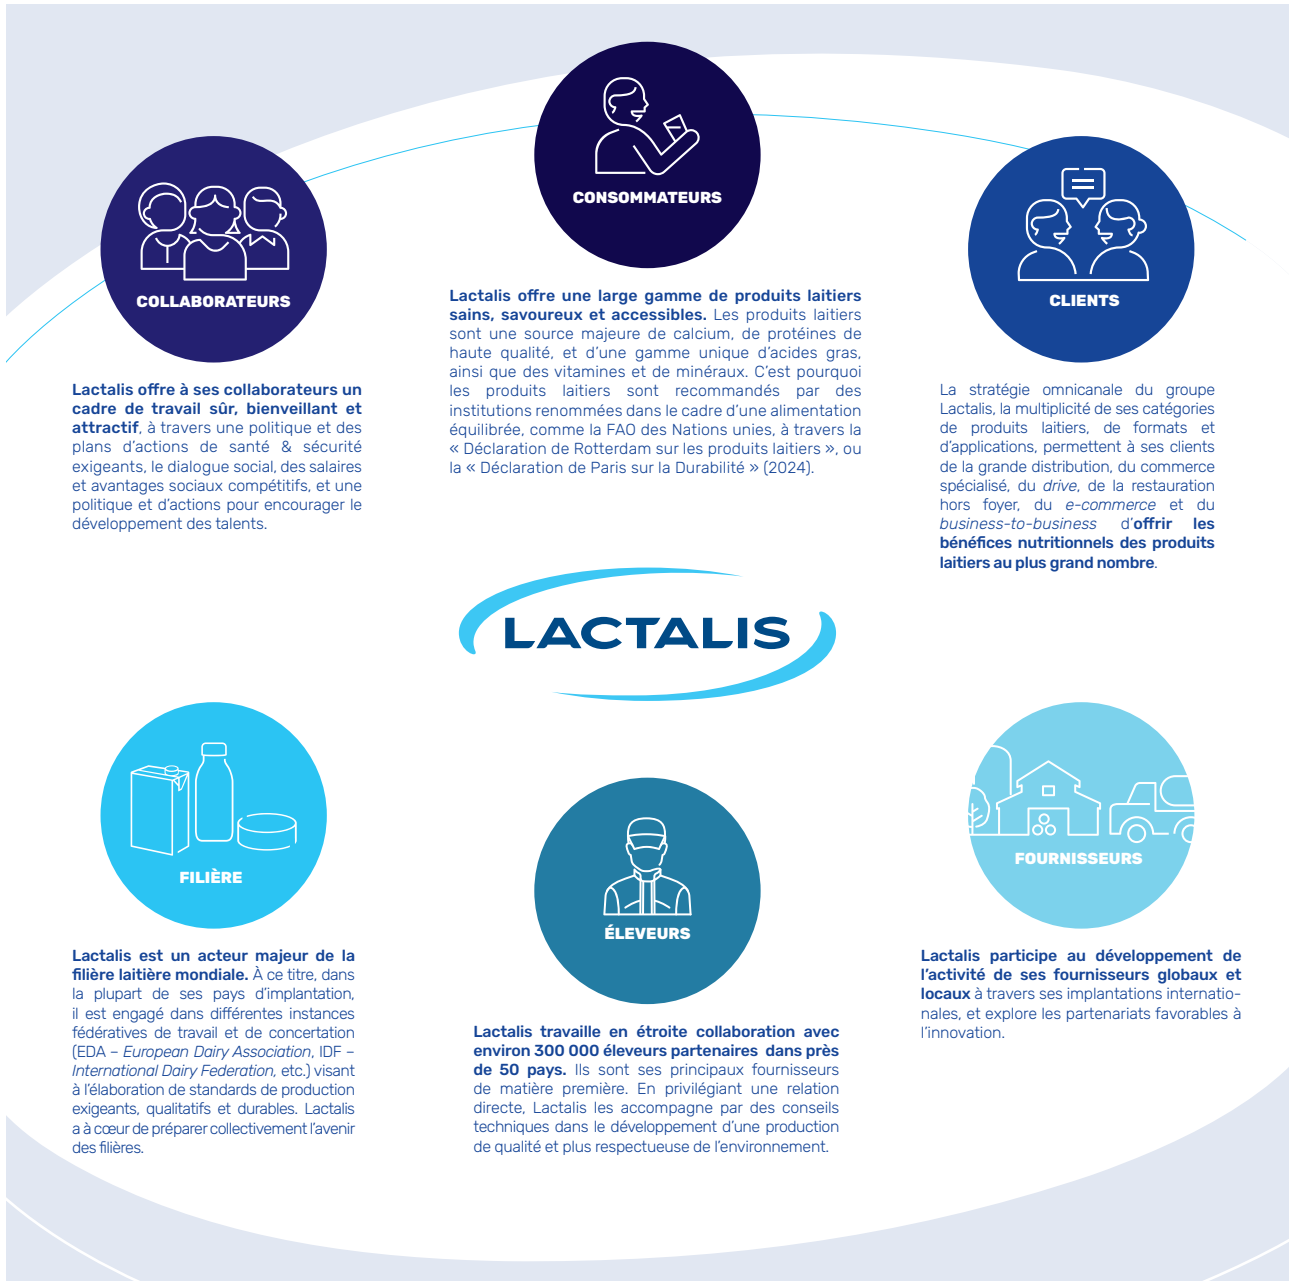 COLLABORATEURS
Lactalis offre à ses collaborateurs un
cadre de travail sûr, bienveillant et
attractif, à travers une politique et des
plans d'actions de santé & sécurité
exigeants, le dialogue social, des salaires
et avantages sociaux compétitifs, et une
politique et d'actions pour encourager le
développement des talents.
CONSOMMATEURS
Lactalis offre une large gamme de produits laitiers
sains, savoureux et accessibles. Les produits laitiers
sont une source majeure de calcium, de protéines de
haute qualité, et d'une gamme unique d'acides gras,
ainsi que des vitamines et de minéraux. C'est pourquoi
les produits laitiers sont recommandés par des
institutions renommées dans le cadre d'une alimentation
équilibrée, comme la FAO des Nations unies, à travers la
« Déclaration de Rotterdam sur les produits laitiers », ou
la « Déclaration de Paris sur la Durabilité » (2024).
CLIENTS
La stratégie omnicanale du groupe
Lactalis, la multiplicité de ses catégories
de produits laitiers, de formats et
d'applications, permettent à ses clients
de la grande distribution, du commerce
spécialisé, du drive, de la restauration
hors foyer, du e-commerce et du
business-to-business d'offrir les
bénéfices nutritionnels des produits
laitiers au plus grand nombre.
LACTALIS
FILIÈRE
Lactalis est un acteur majeur de la
filière laitière mondiale. À ce titre, dans
la plupart de ses pays d'implantation,
il est engagé dans différentes instances
fédératives de travail et de concertation
(EDA – European Dairy Association, IDF –
International Dairy Federation, etc.) visant
à l'élaboration de standards de production
exigeants, qualitatifs et durables. Lactalis
a à cœur de préparer collectivement l'avenir
des filières.
ÉLEVEURS
Lactalis travaille en étroite collaboration avec
environ 300 000 éleveurs partenaires dans près
de 50 pays. Ils sont ses principaux fournisseurs
de matière première. En privilégiant une relation
directe, Lactalis les accompagne par des conseils
techniques dans le développement d'une production
de qualité et plus respectueuse de l'environnement.
FOURNISSEURS
Lactalis participe au développement de
l'activité de ses fournisseurs globaux et
locaux à travers ses implantations internatio-
nales, et explore les partenariats favorables à
l'innovation.